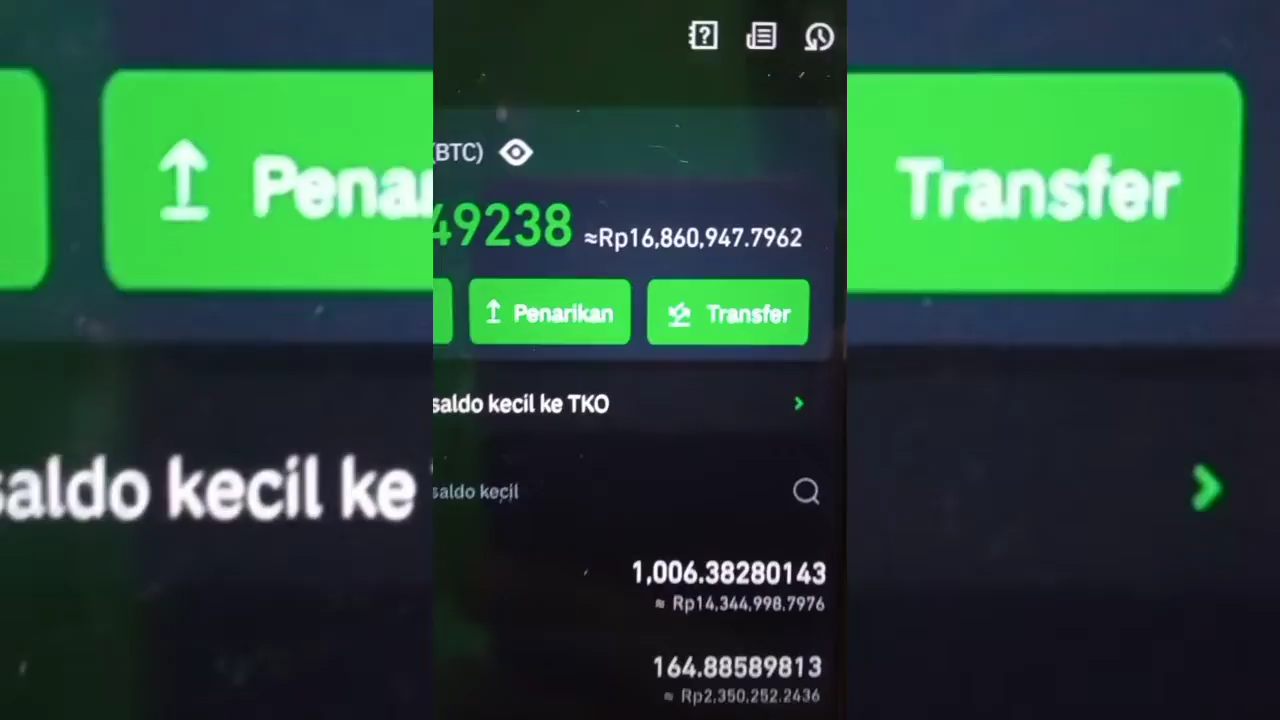 (BTC)
49238 ≈Rp16,860,947.7962
Penarikan Transfer
saldo kecil ke TKO
saldo kecil
1,006.38280143
≈ Rp14,344,998.7976
164.88589813
≈ Rp2,350,252.2436
Transfer
saldo kecil ke